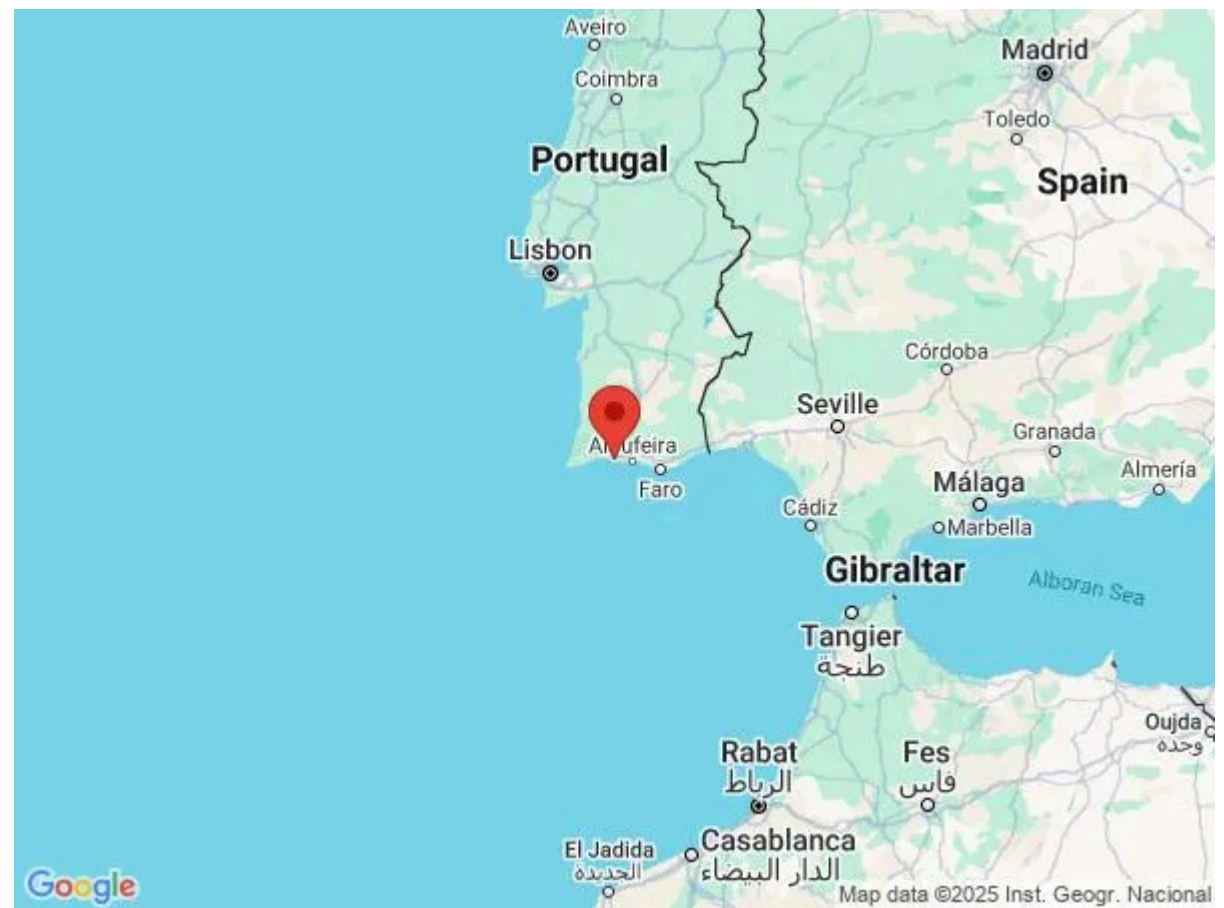 Aveiro
Madrid
Coimbra
Toledo
Portugal
Spain
Lisbon
Córdoba
Seville
Granada
Albufeira
Almería
Faro
Málaga
Cádiz
Marbella
Gibraltar
Alboran Sea
Tangier
طنجة
Oujda
وجدة
Rabat
الرباط
Fes
فاس
Casablanca
الدار البيضاء
El Jadida
الجديدة
Google
Map data ©2025 Inst. Geogr. Nacional